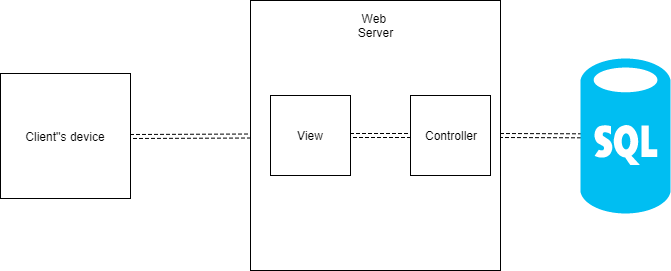 Web
Server
Client"s device
View
Controller
SQL